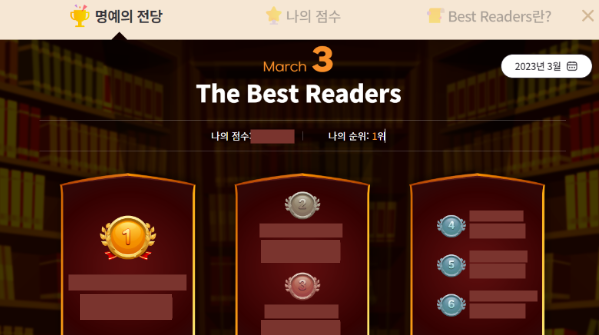 명예의 전당
나의 점수
Best Readers란?
March 3
2023년 3월
The Best Readers
나의 점수:
나의 순위: 1위
1
2
3
4
5
6